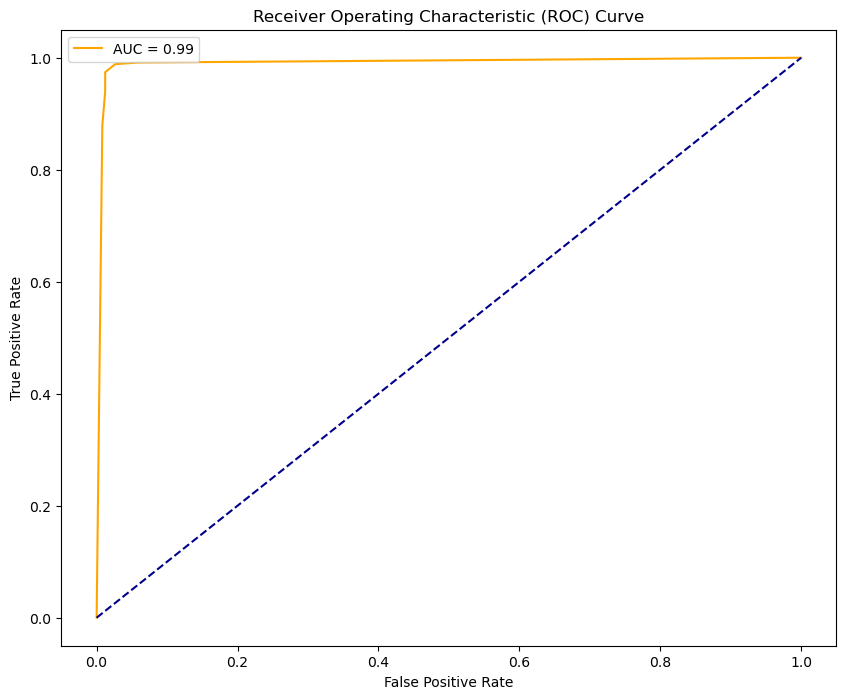 Receiver Operating Characteristic (ROC) Curve
AUC = 0.99
1.0
0.8
0.6
0.4
0.2
0.0
True Positive Rate
0.0 0.2 0.4 0.6 0.8 1.0
False Positive Rate